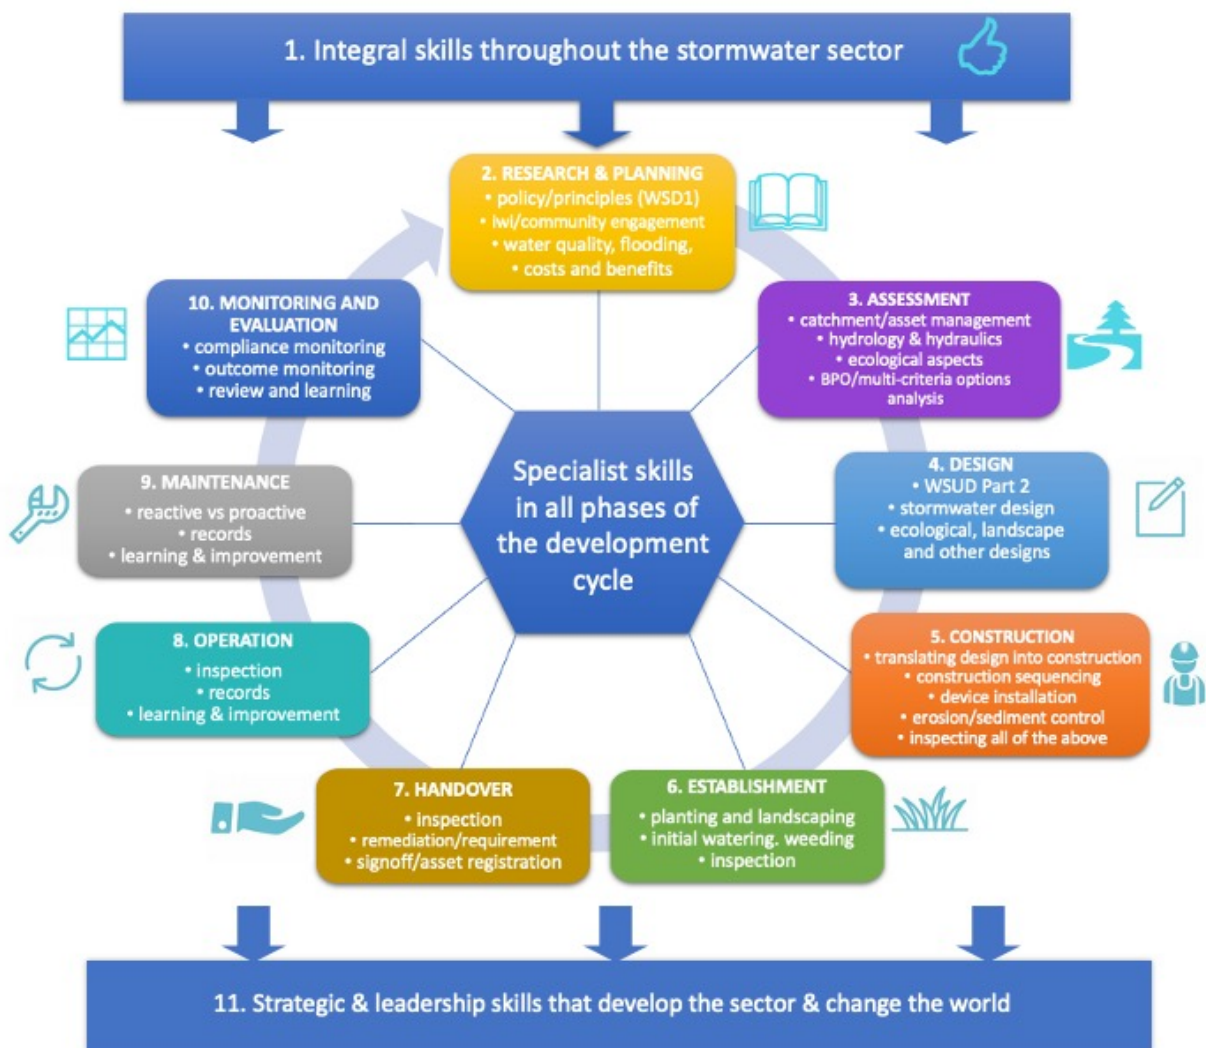 1. Integral skills throughout the stormwater sector
2. RESEARCH & PLANNING
• policy/principles (WSD1)
• iwi/community engagement
• water quality, flooding,
• costs and benefits
3. ASSESSMENT
• catchment/asset management
• hydrology & hydraulics
• ecological aspects
• BPO/multi-criteria options
analysis
4. DESIGN
• WSUD Part 2
• stormwater design
• ecological, landscape
and other designs
5. CONSTRUCTION
• translating design into construction
• construction sequencing
• device installation
• erosion/sediment control
• inspecting all of the above
6. ESTABLISHMENT
• planting and landscaping
• initial watering. weeding
• inspection
7. HANDOVER
• inspection
• remediation/requirement
• signoff/asset registration
8. OPERATION
• inspection
• records
• learning & improvement
9. MAINTENANCE
• reactive vs proactive
• records
• learning & improvement
10. MONITORING AND
EVALUATION
• compliance monitoring
• outcome monitoring
• review and learning
Specialist skills
in all phases of
the development
cycle
11. Strategic & leadership skills that develop the sector & change the world